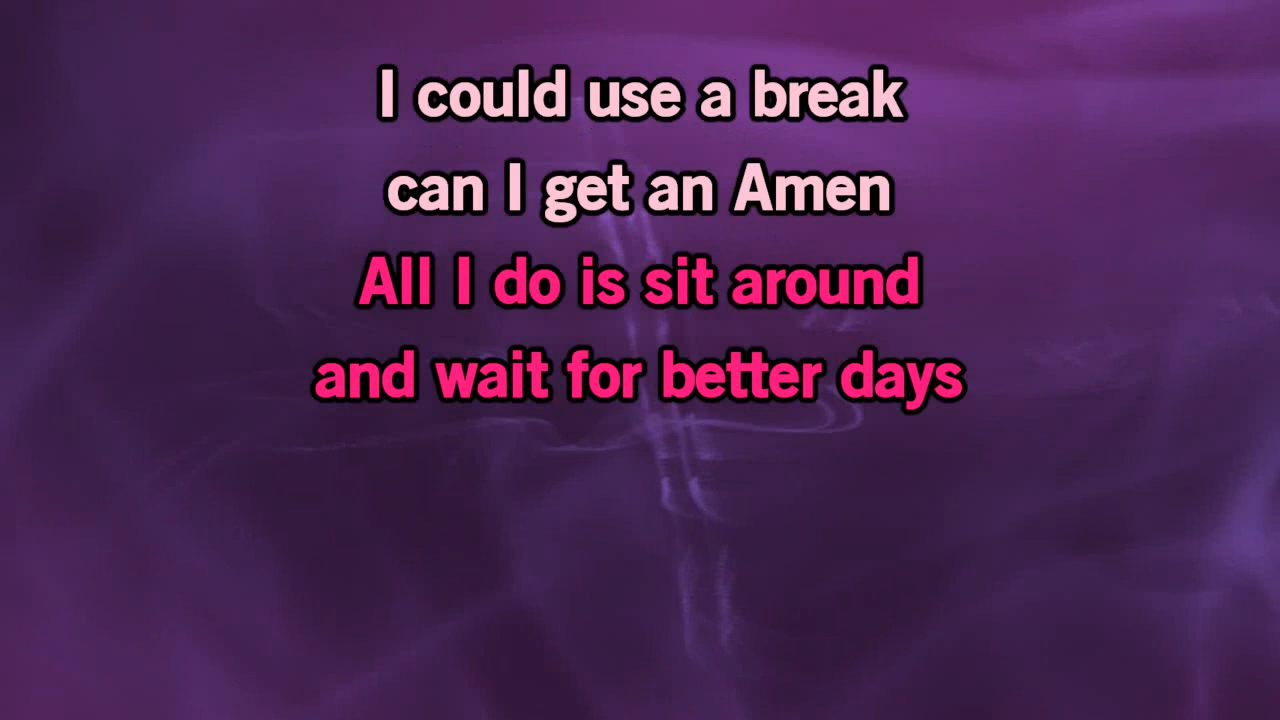 I could use a break
can I get an Amen
All I do is sit around
and wait for better days